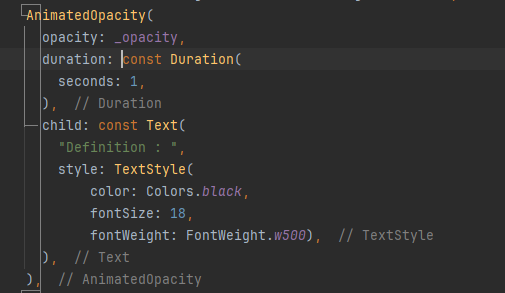 AnimatedOpacity(
  opacity: _opacity,
  duration: const Duration(
    seconds: 1,
  ),  // Duration
  child: const Text(
    "Definition : ",
    style: TextStyle(
        color: Colors.black,
        fontSize: 18,
        fontWeight: FontWeight.w500),  // TextStyle
  ),  // Text
),  // AnimatedOpacity